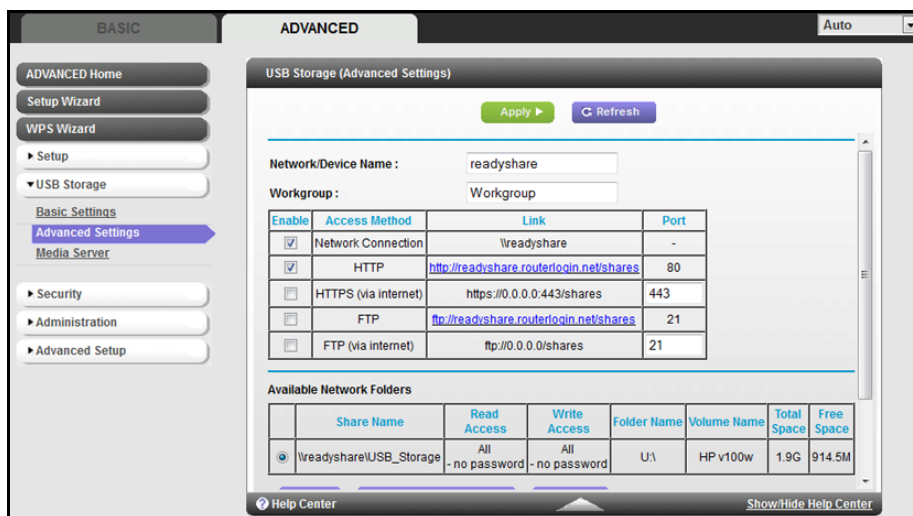 BASIC
ADVANCED
Auto
ADVANCED Home
Setup Wizard
WPS Wizard
Setup
USB Storage
Basic Settings
Advanced Settings
Media Server
Security
Administration
Advanced Setup
USB Storage (Advanced Settings)
Apply
Refresh
Network/Device Name : readyshare
Workgroup : Workgroup
Enable Access Method Link Port
Network Connection \\readyshare -
HTTP http://readyshare.routerlogin.net/shares 80
HTTPS (via internet) https://0.0.0.0:443/shares 443
FTP ftp://readyshare.routerlogin.net/shares 21
FTP (via internet) ftp://0.0.0.0/shares 21
Available Network Folders
Share Name Read Access Write Access Folder Name Volume Name Total Space Free Space
\\readyshare\USB_Storage All - no password All - no password U:\ HP v100w 1.9G 914.5M
Help Center
Show/Hide Help Center